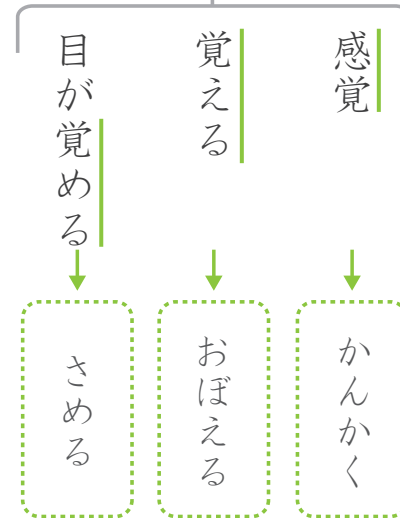 感覚
かんかく
覚える
おぼえる
目が覚める
さめる